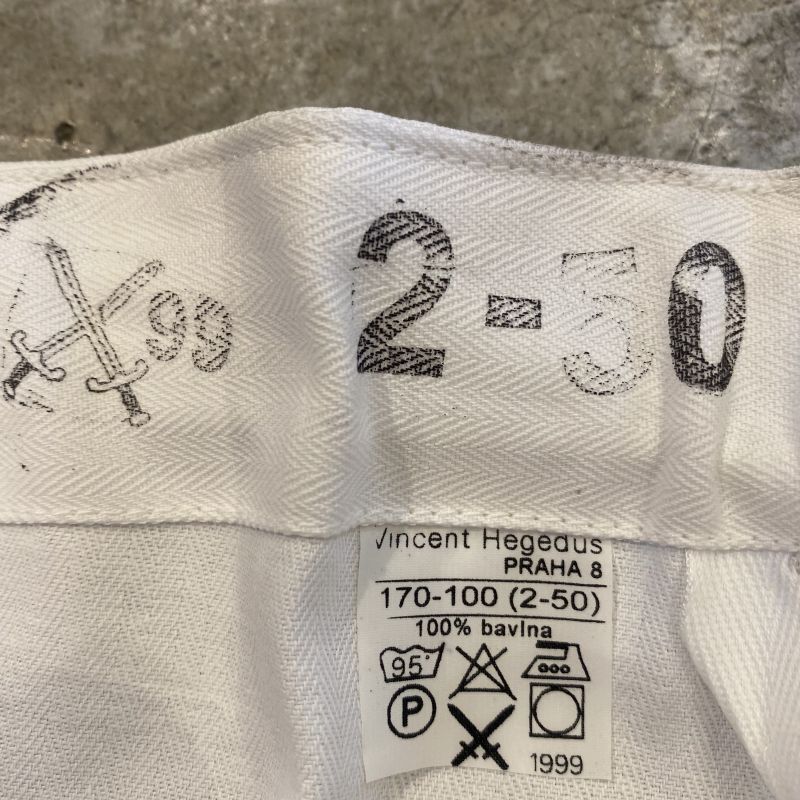 99 2-50
Vincent Hegedus
PRAHA 8
170-100 (2-50)
100% bavlna
95°
P
1999